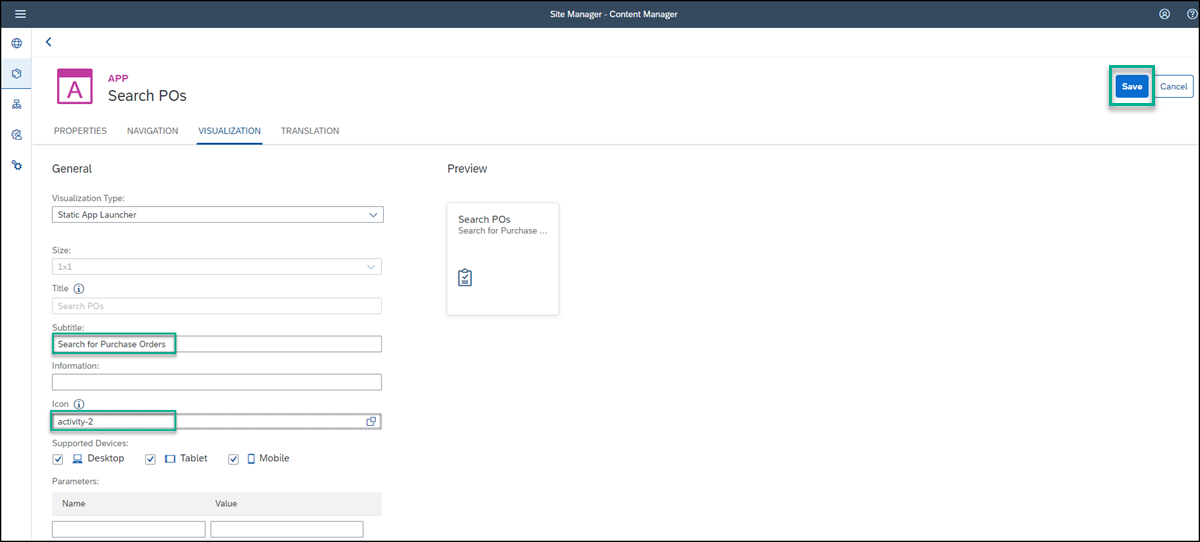 Site Manager - Content Manager
A
APP
Search POs
Save
Cancel
PROPERTIES
NAVIGATION
VISUALIZATION
TRANSLATION
General
Preview
Visualization Type:
Static App Launcher
Search POs
Search for Purchase ...
Size:
1x1
Title
Search POs
Subtitle:
Search for Purchase Orders
Information:
Icon
activity-2
Supported Devices:
Desktop
Tablet
Mobile
Parameters:
Name
Value